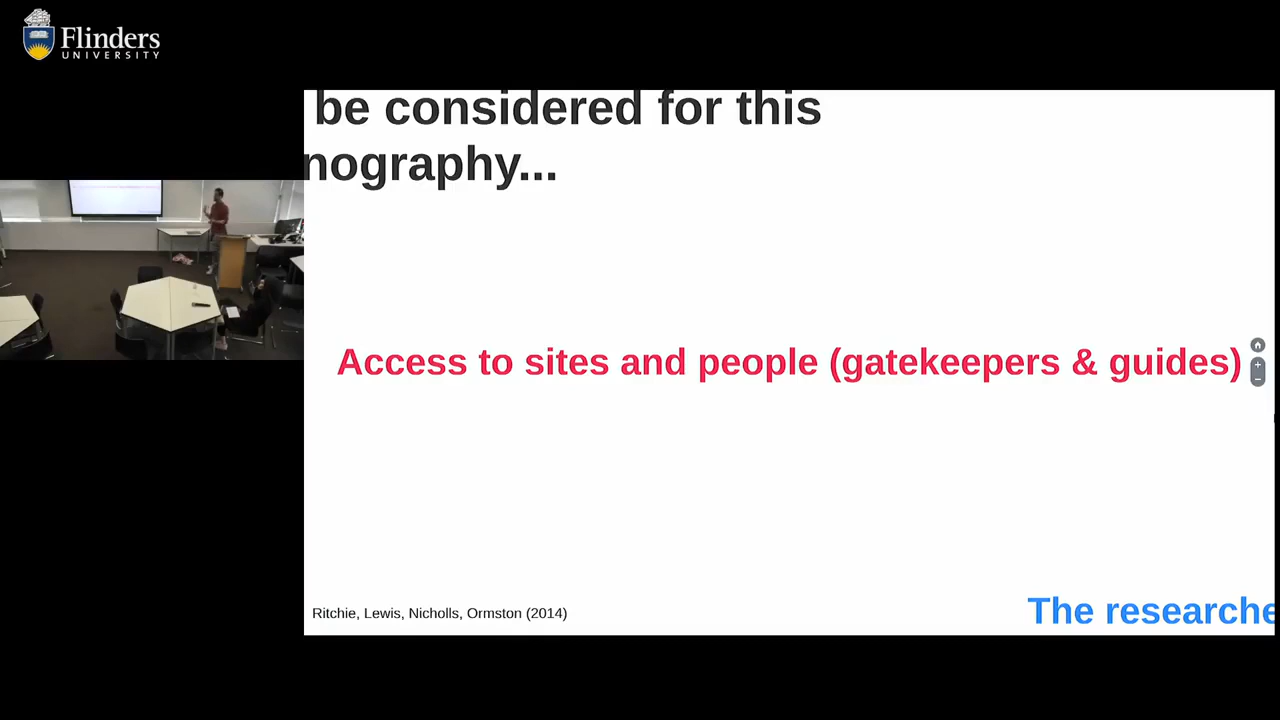 Flinders
UNIVERSITY
be considered for this
nography...
Access to sites and people (gatekeepers & guides)
Ritchie, Lewis, Nicholls, Ormston (2014)
The researche